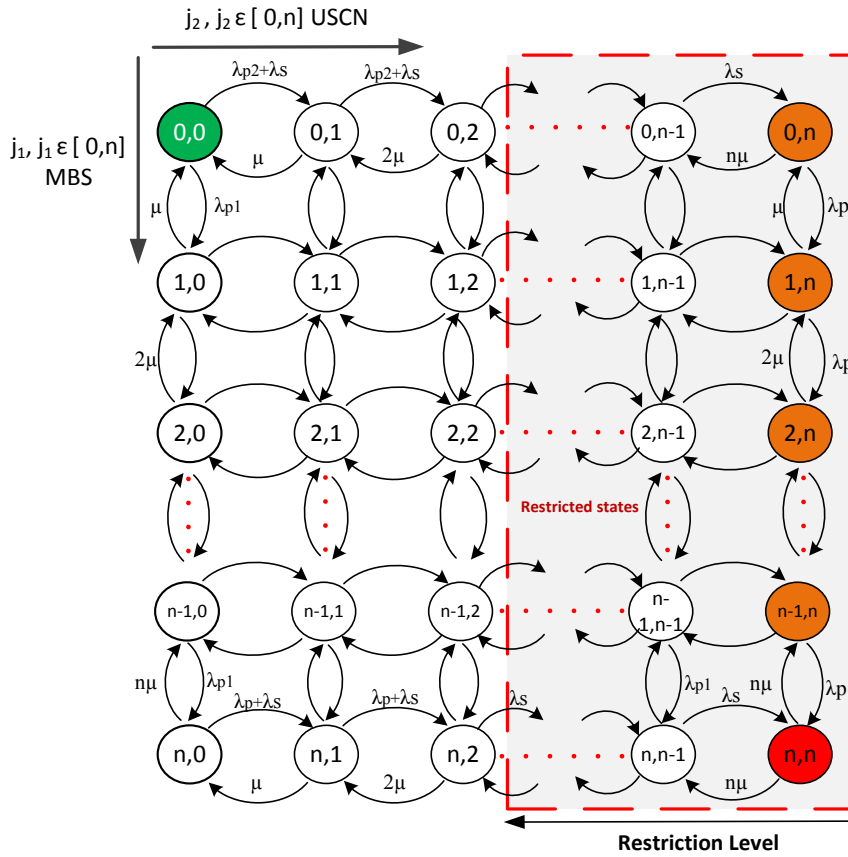 j₂, j₂ ε [ 0,n] USCN
j₁, j₁ ε [ 0,n]
MBS
λp2+λs λp2+λs λs
0,0 0,1 0,2 0,n-1 0,n
μ 2μ nμ
μ λp1 μ λp
1,0 1,1 1,2 1,n-1 1,n
2μ 2μ λp
2,0 2,1 2,2 2,n-1 2,n
Restricted states
n-1,0 n-1,1 n-1,2 n-1,n-1 n-1,n
nμ λp1 λp1 nμ λp
λp+λs λp+λs λs λs
n,0 n,1 n,2 n,n-1 n,n
μ 2μ nμ
Restriction Level